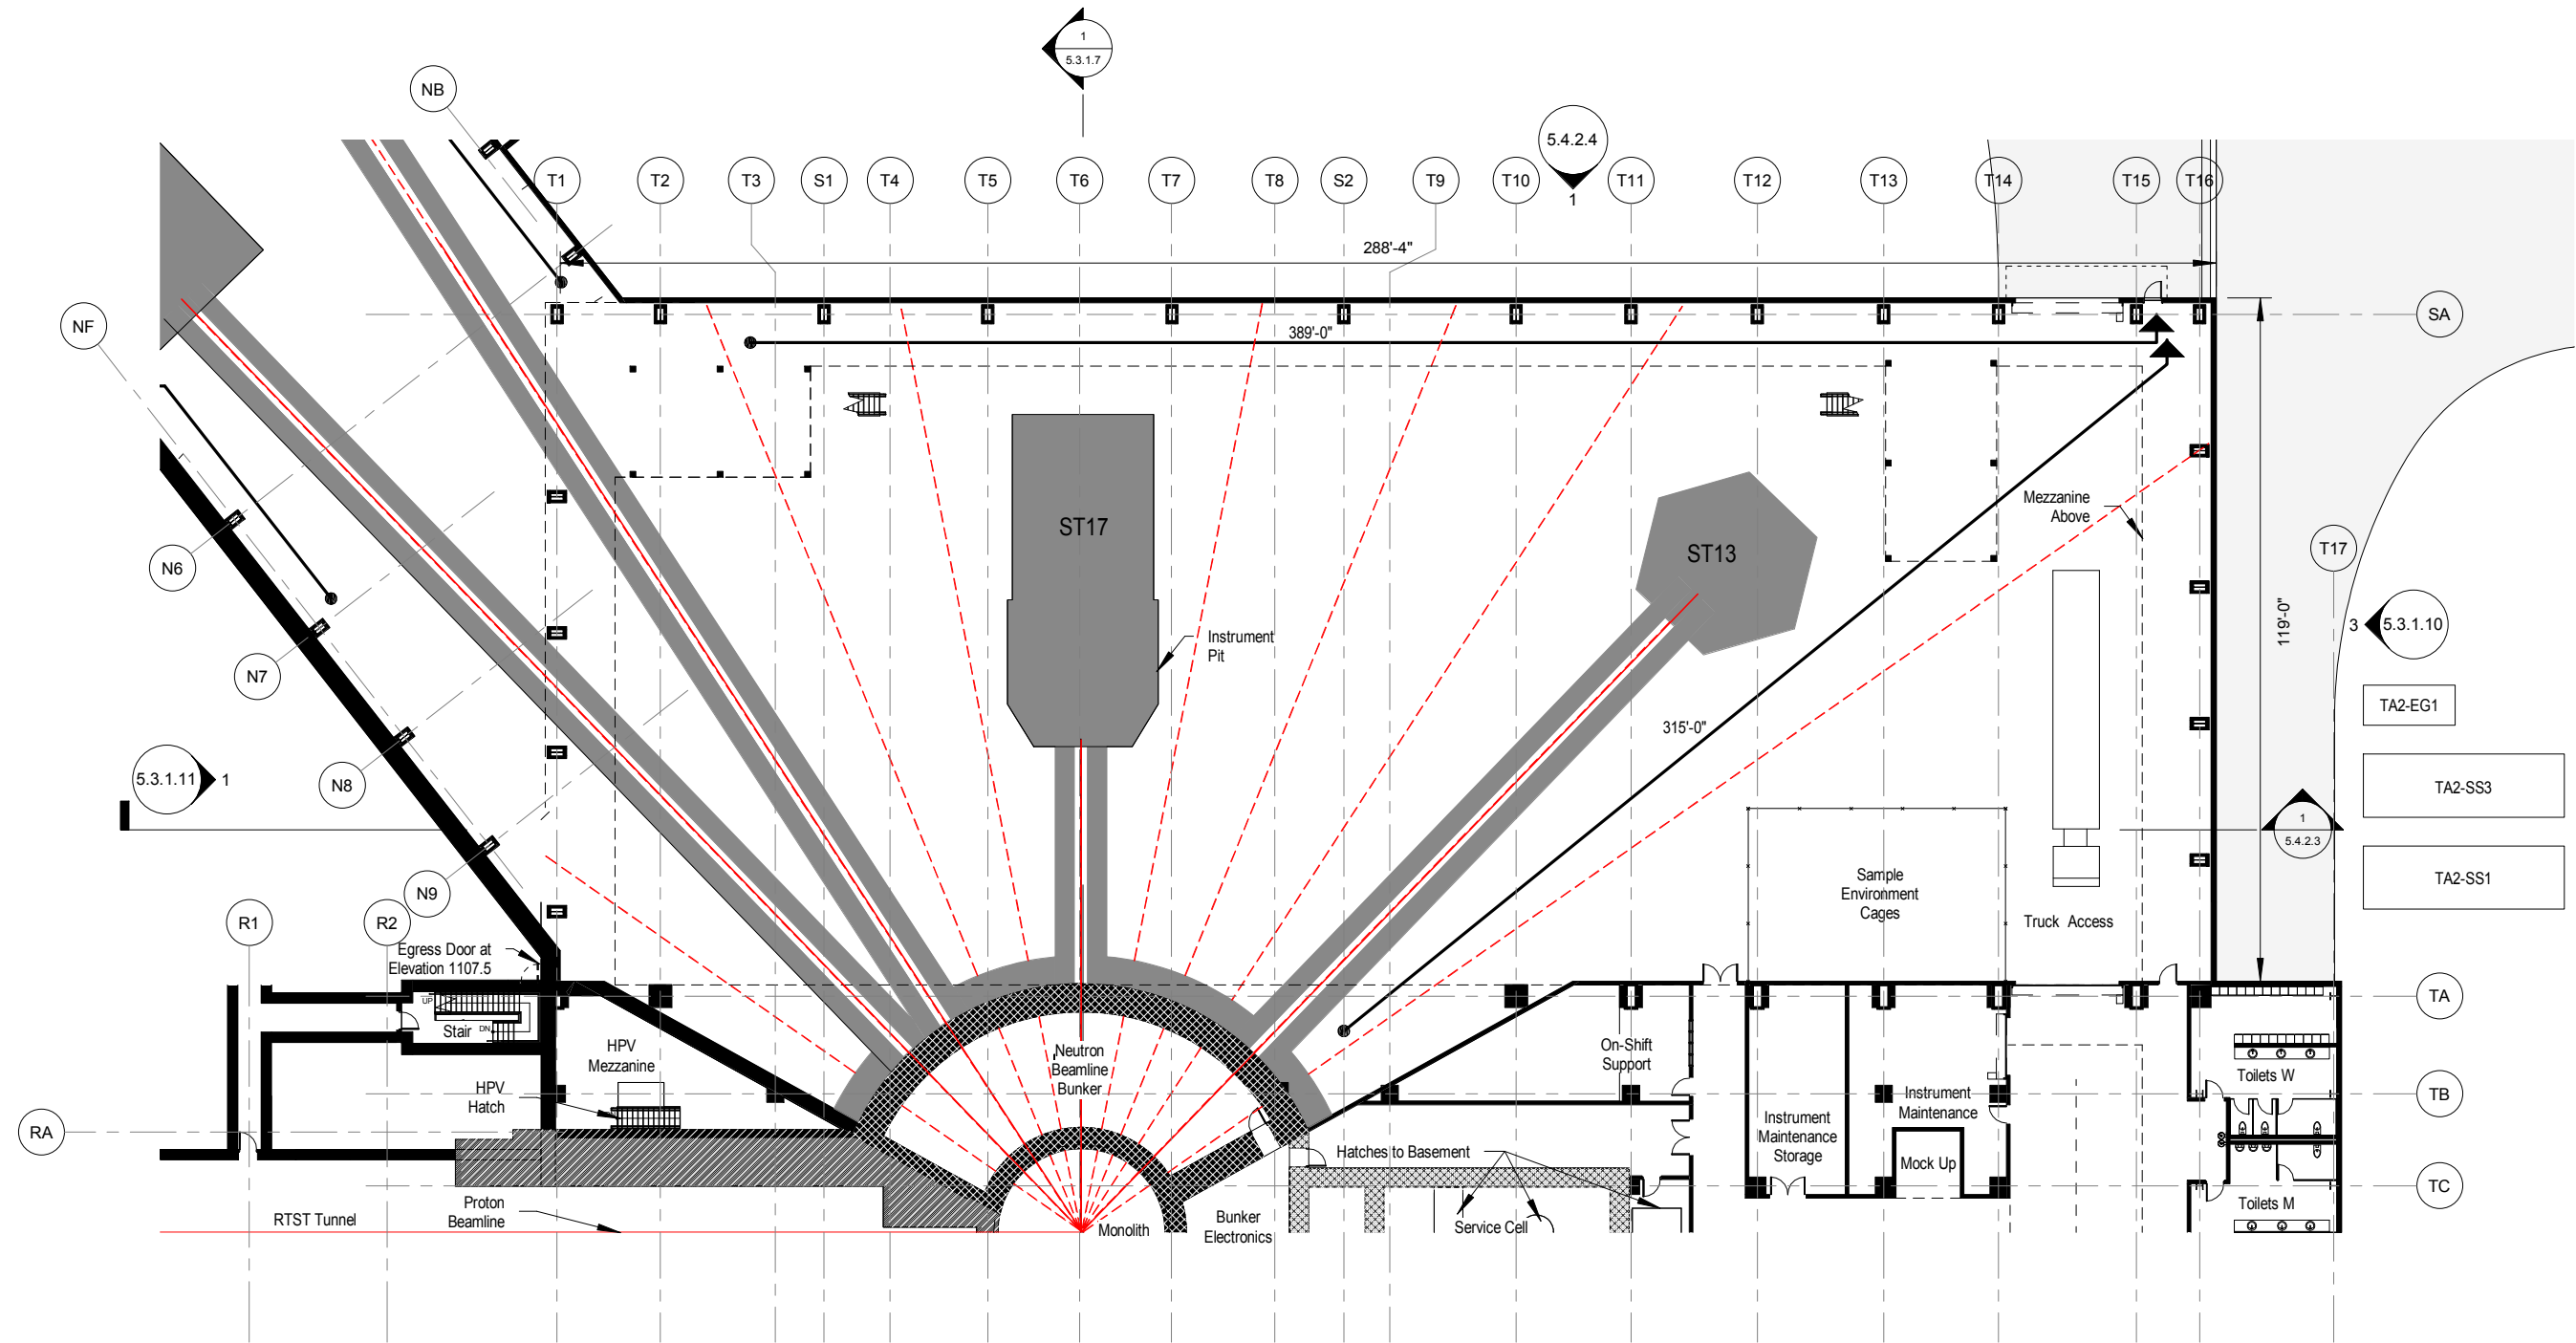 1
5.3.1.7
NB
5.4.2.4
1
T1
T2
T3
S1
T4
T5
T6
T7
T8
S2
T9
T10
T11
T12
T13
T14
T15
T16
288'-4"
NF
SA
389'-0"
ST17
ST13
Mezzanine
Above
T17
N6
N7
N8
N9
Instrument
Pit
3
5.3.1.10
119'-0"
TA2-EG1
315'-0"
5.3.1.11
1
TA2-SS3
1
5.4.2.3
TA2-SS1
Sample
Environment
Cages
Truck Access
R1
R2
Egress Door at
Elevation 1107.5
UP
DN
Stair
TA
HPV
Mezzanine
Neutron
Beamline
Bunker
On-Shift
Support
Toilets W
HPV
Hatch
Instrument
Maintenance
TB
RA
Instrument
Maintenance
Storage
Hatches to Basement
Mock Up
TC
Proton
Beamline
RTST Tunnel
Monolith
Bunker
Electronics
Service Cell
Toilets M